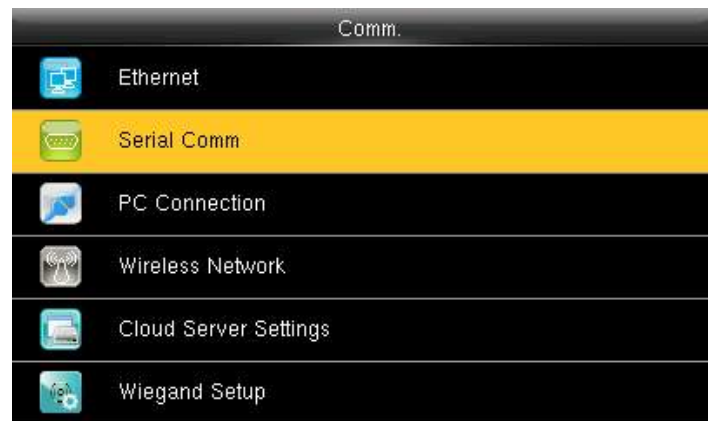 Comm.
Ethernet
Serial Comm
PC Connection
Wireless Network
Cloud Server Settings
Wiegand Setup